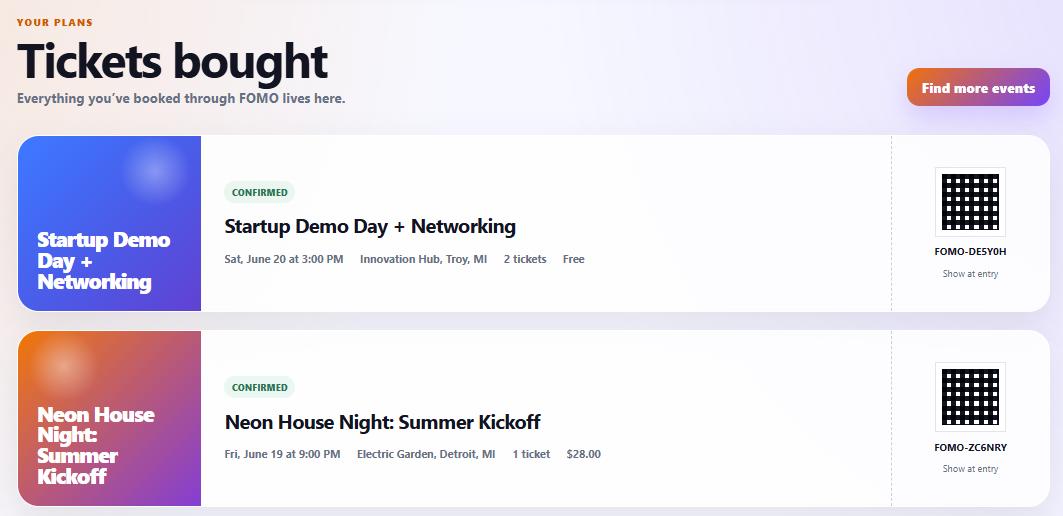 YOUR PLANS
Tickets bought
Everything you've booked through FOMO lives here.
Find more events
Startup Demo
Day +
Networking
CONFIRMED
Startup Demo Day + Networking
Sat, June 20 at 3:00 PM Innovation Hub, Troy, MI 2 tickets Free
FOMO-DE5Y0H
Show at entry
Neon House
Night:
Summer
Kickoff
CONFIRMED
Neon House Night: Summer Kickoff
Fri, June 19 at 9:00 PM Electric Garden, Detroit, MI 1 ticket $28.00
FOMO-ZC6NRY
Show at entry